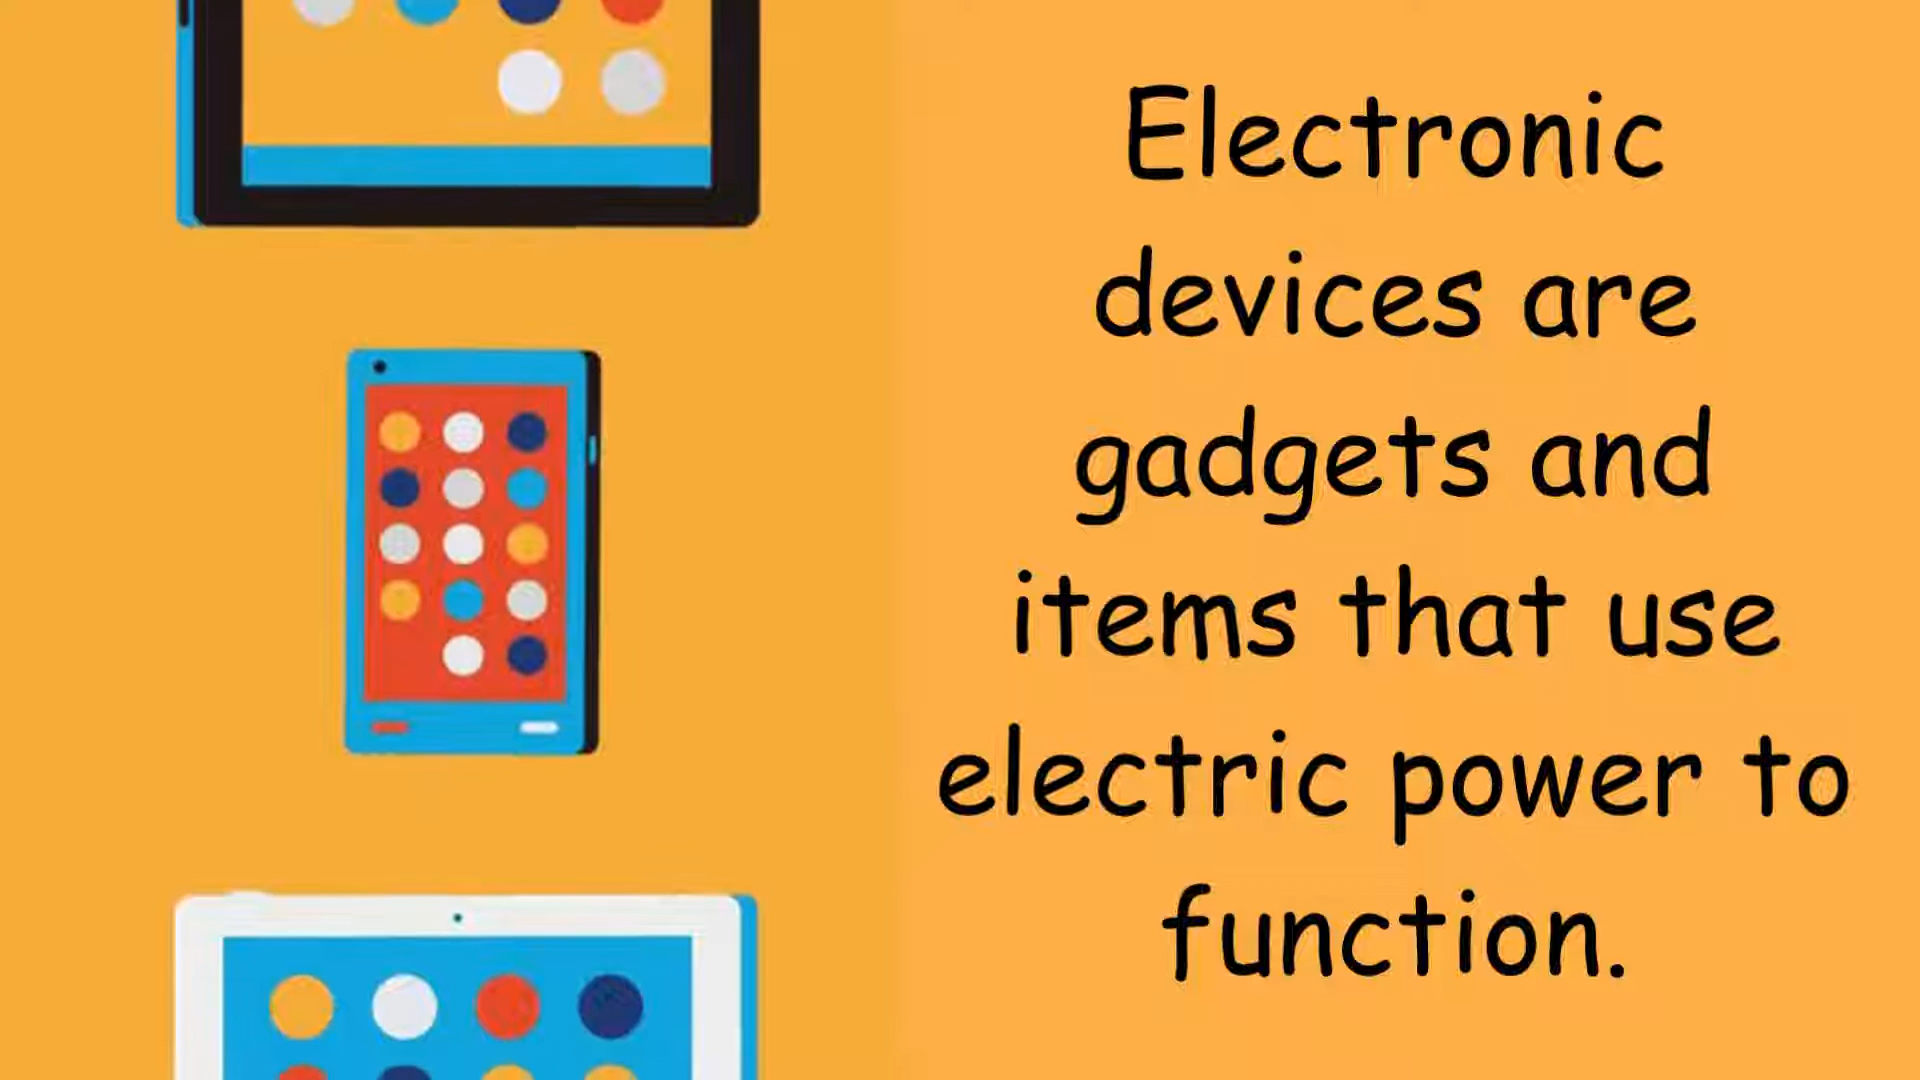 Electronic
devices are
gadgets and
items that use
electric power to
function.